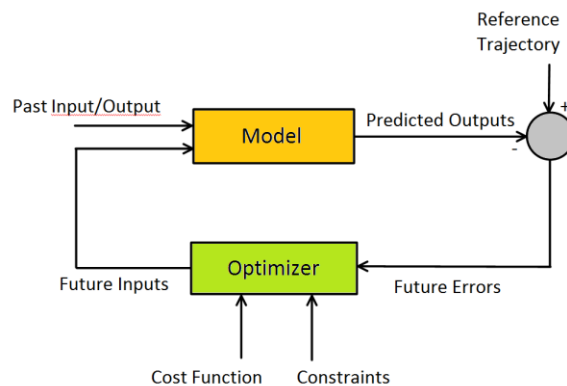 Reference
Trajectory
Past Input/Output
+
Model
Predicted Outputs
-
Optimizer
Future Inputs
Future Errors
Cost Function
Constraints